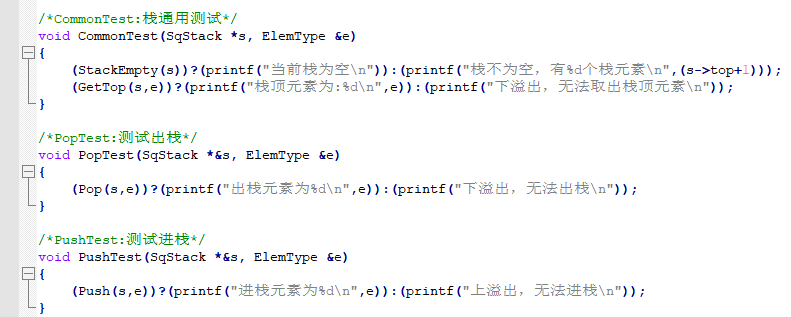 /*CommonTest:栈通用测试*/
void CommonTest(SqStack *s, ElemType &e)
{
    (StackEmpty(s))?(printf("当前栈为空\n")):(printf("栈不为空，有%d个栈元素\n",(s->top+1)));
    (GetTop(s,e))?(printf("栈顶元素为:%d\n",e)):(printf("下溢出，无法取出栈顶元素\n"));
}
/*PopTest:测试出栈*/
void PopTest(SqStack *&s, ElemType &e)
{
    (Pop(s,e))?(printf("出栈元素为%d\n",e)):(printf("下溢出，无法出栈\n"));
}
/*PushTest:测试进栈*/
void PushTest(SqStack *&s, ElemType &e)
{
    (Push(s,e))?(printf("进栈元素为%d\n",e)):(printf("上溢出，无法进栈\n"));
}